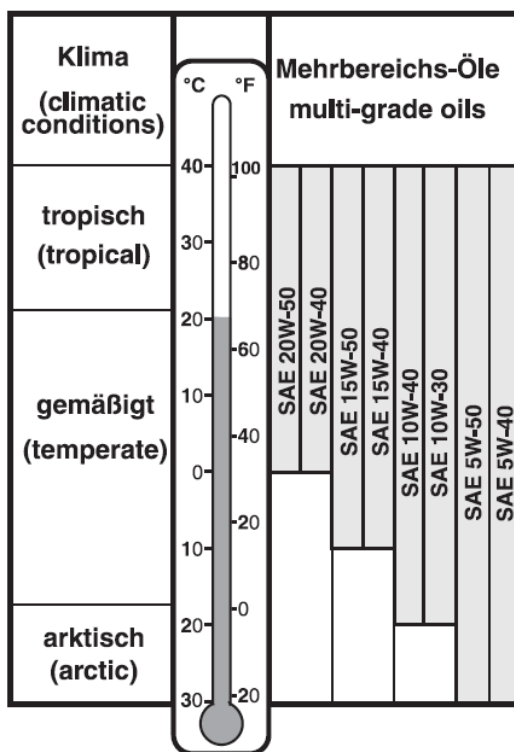 Klima
(climatic
conditions)
°C
°F
Mehrbereichs-Öle
multi-grade oils
tropisch
(tropical)
gemäßigt
(temperate)
arktisch
(arctic)
40
30
20
10
0
10
20
30
100
80
60
40
20
0
20
SAE 20W-50
SAE 20W-40
SAE 15W-50
SAE 15W-40
SAE 10W-40
SAE 10W-30
SAE 5W-50
SAE 5W-40